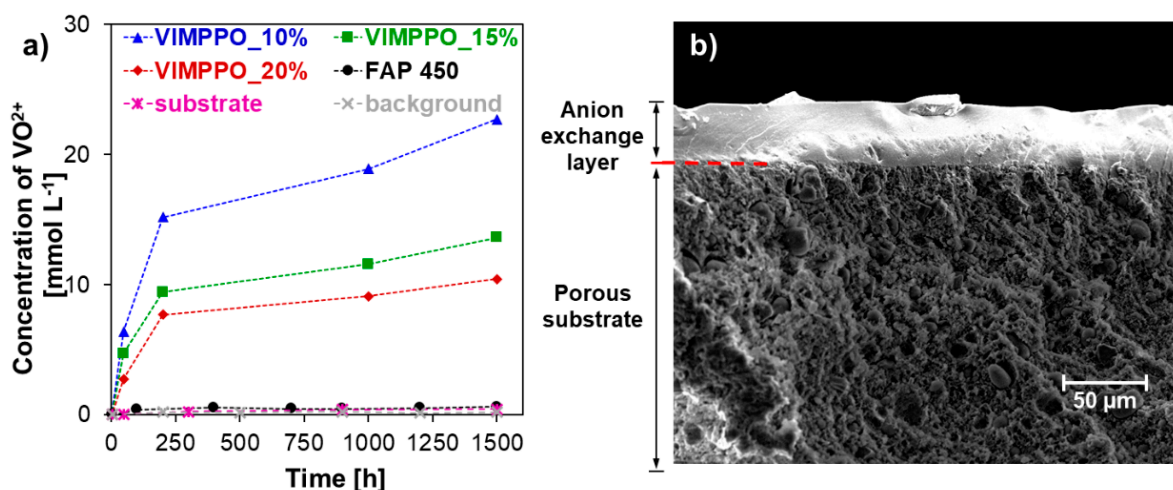 a)
Concentration of VO²⁺
[mmol L⁻¹]
30
20
10
0
VIMPPO_10% VIMPPO_15%
VIMPPO_20% FAP 450
substrate background
0 250 500 750 1000 1250 1500
Time [h]
b)
Anion
exchange
layer
Porous
substrate
50 µm